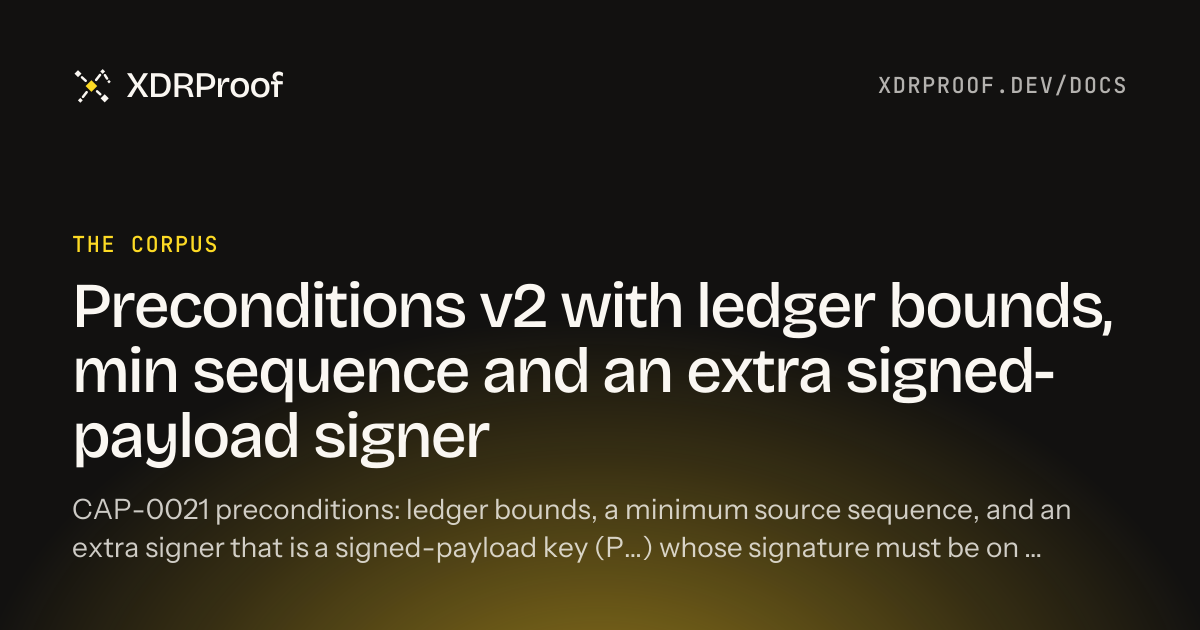 XDRProof
XDRPROOF.DEV/DOCS
THE CORPUS
Preconditions v2 with ledger bounds,
min sequence and an extra signed-
payload signer
CAP-0021 preconditions: ledger bounds, a minimum source sequence, and an
extra signer that is a signed-payload key (P…) whose signature must be on …